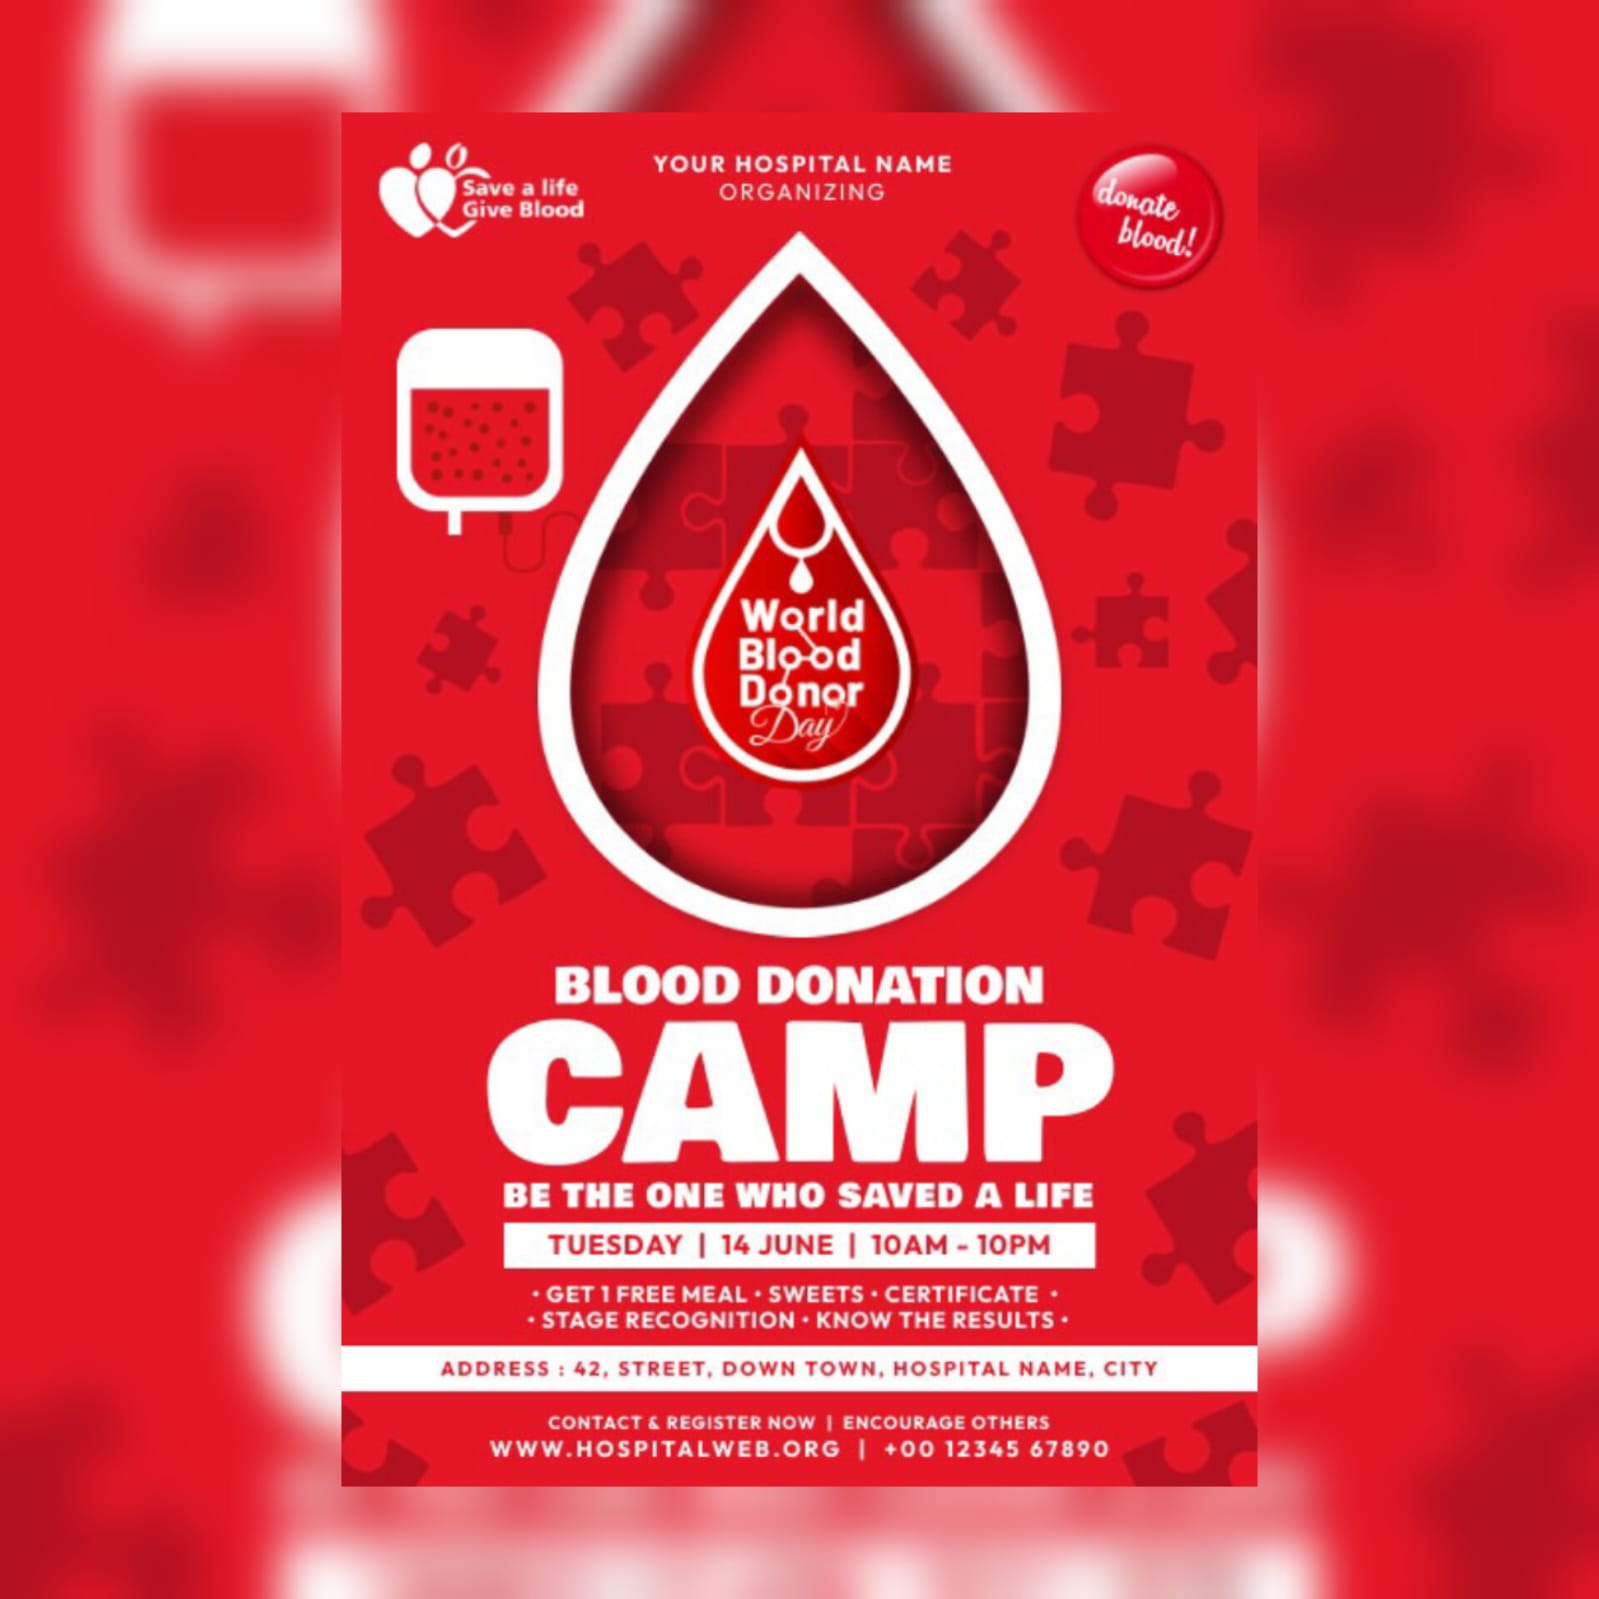 Save a life
Give Blood
YOUR HOSPITAL NAME
ORGANIZING
donate
blood!
World
Blood
Donor
Day
BLOOD DONATION
CAMP
BE THE ONE WHO SAVED A LIFE
TUESDAY | 14 JUNE | 10AM - 10PM
• GET 1 FREE MEAL • SWEETS • CERTIFICATE •
• STAGE RECOGNITION • KNOW THE RESULTS •
ADDRESS : 42, STREET, DOWN TOWN, HOSPITAL NAME, CITY
CONTACT & REGISTER NOW | ENCOURAGE OTHERS
WWW.HOSPITALWEB.ORG | +00 12345 67890